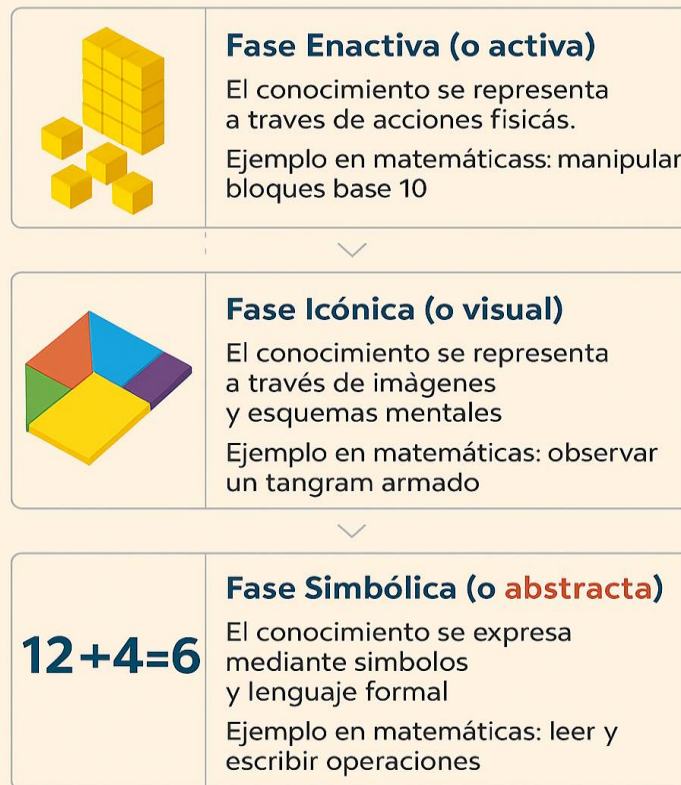 Fase Enactiva (o activa)
El conocimiento se representa
a traves de acciones fisicás.
Ejemplo en matemáticass: manipular
bloques base 10
Fase Icónica (o visual)
El conocimiento se representa
a través de imàgenes
y esquemas mentales
Ejemplo en matemáticas: observar
un tangram armado
12+4=6
Fase Simbólica (o abstracta)
El conocimiento se expresa
mediante simbolos
y lenguaje formal
Ejemplo en matemáticas: leer y
escribir operaciones